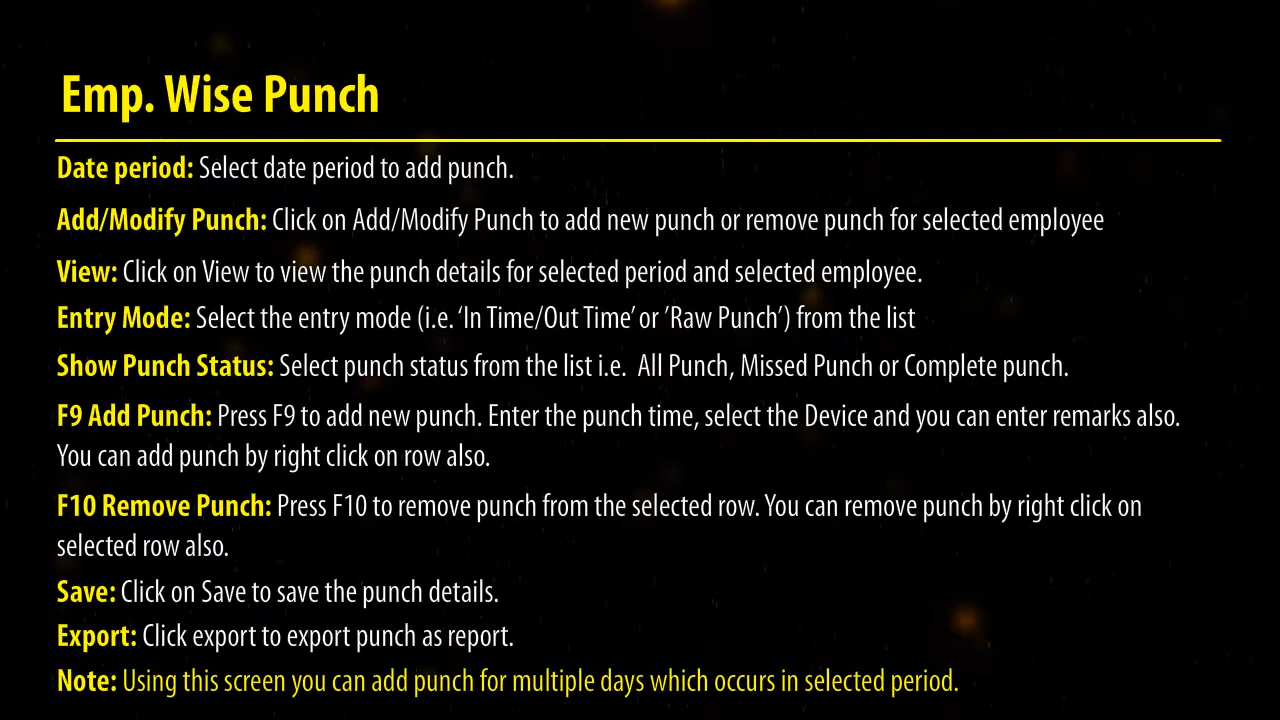 Emp. Wise Punch
Date period: Select date period to add punch.
Add/Modify Punch: Click on Add/Modify Punch to add new punch or remove punch for selected employee
View: Click on View to view the punch details for selected period and selected employee.
Entry Mode: Select the entry mode (i.e. ‘In Time/Out Time’ or ’Raw Punch’) from the list
Show Punch Status: Select punch status from the list i.e.  All Punch, Missed Punch or Complete punch.
F9 Add Punch: Press F9 to add new punch. Enter the punch time, select the Device and you can enter remarks also.
You can add punch by right click on row also.
F10 Remove Punch: Press F10 to remove punch from the selected row. You can remove punch by right click on
selected row also.
Save: Click on Save to save the punch details.
Export: Click export to export punch as report.
Note: Using this screen you can add punch for multiple days which occurs in selected period.